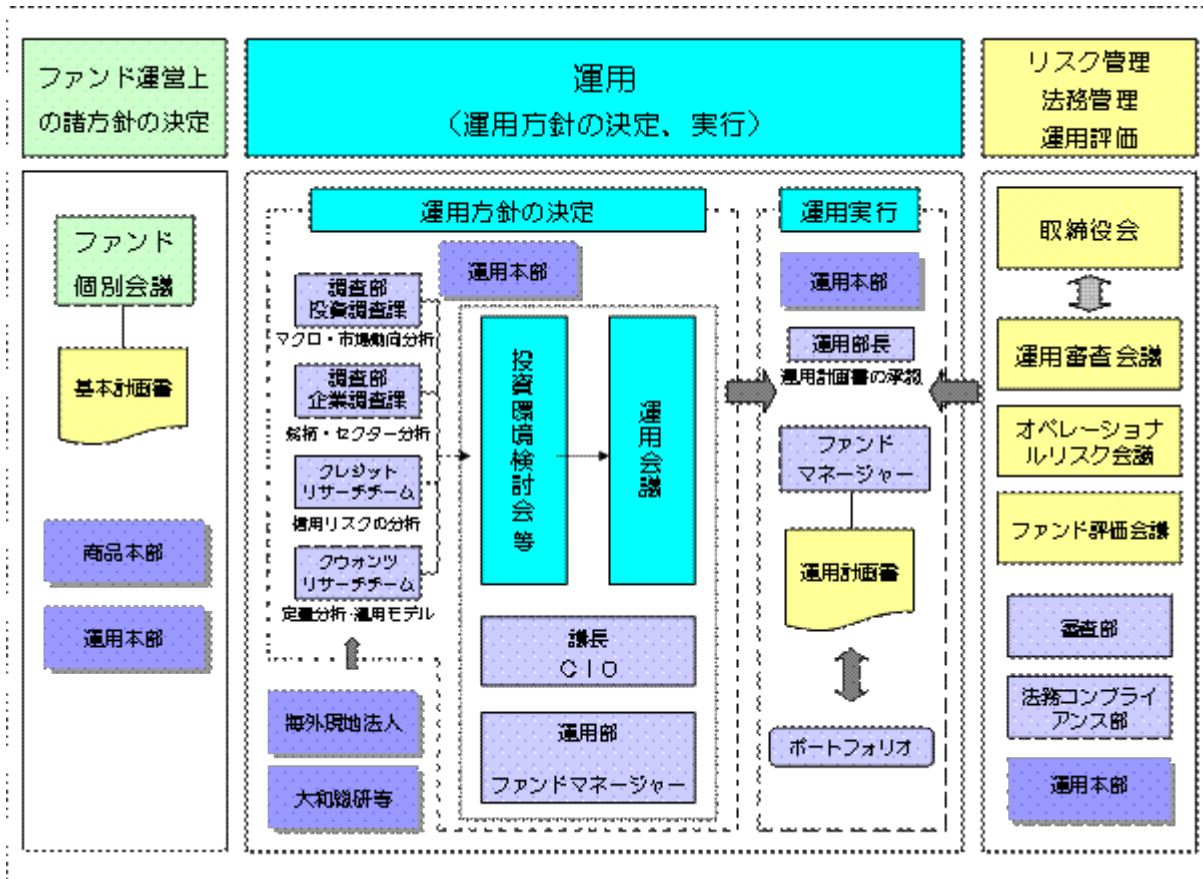 ファンド運営上
の諸方針の決定
運用
(運用方針の決定、実行)
リスク管理
法務管理
運用評価
ファンド
個別会議
基本計画書
商品本部
運用本部
運用方針の決定
運用本部
調査部
投資調査課
マクロ・市場動向分析
調査部
企業調査課
銘柄・セクター分析
クレジット
リサーチチーム
信用リスクの分析
クウォンツ
リサーチチーム
定量分析・運用モデル
海外現地法人
大和総研等
投資環境検討会等
運用会議
議長
CIO
運用部
ファンドマネージャー
運用実行
運用本部
運用部長
運用計画書の承認
ファンド
マネージャー
運用計画書
ポートフォリオ
取締役会
運用審査会議
オペレーショナ
ルリスク会議
ファンド評価会議
審査部
法務コンプライ
アンス部
運用本部